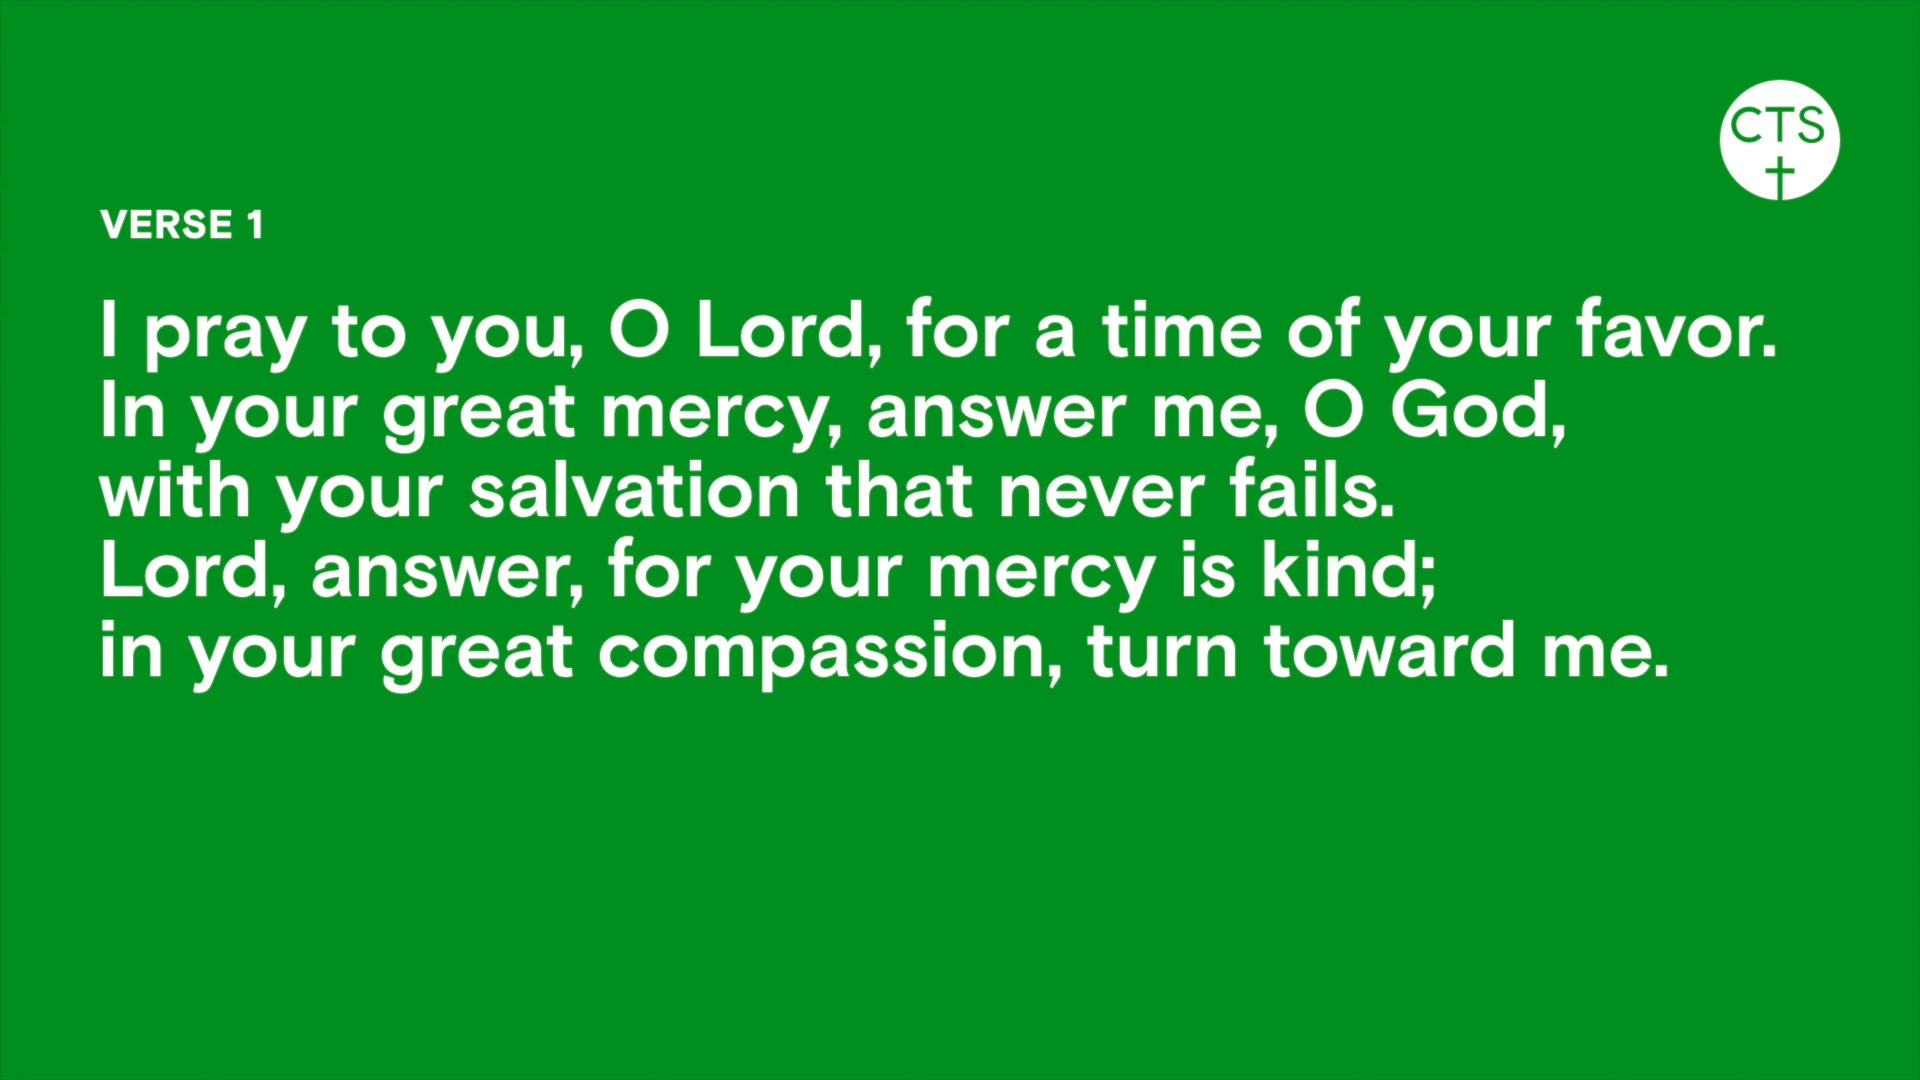 CTS
VERSE 1
I pray to you, O Lord, for a time of your favor.
In your great mercy, answer me, O God,
with your salvation that never fails.
Lord, answer, for your mercy is kind;
in your great compassion, turn toward me.